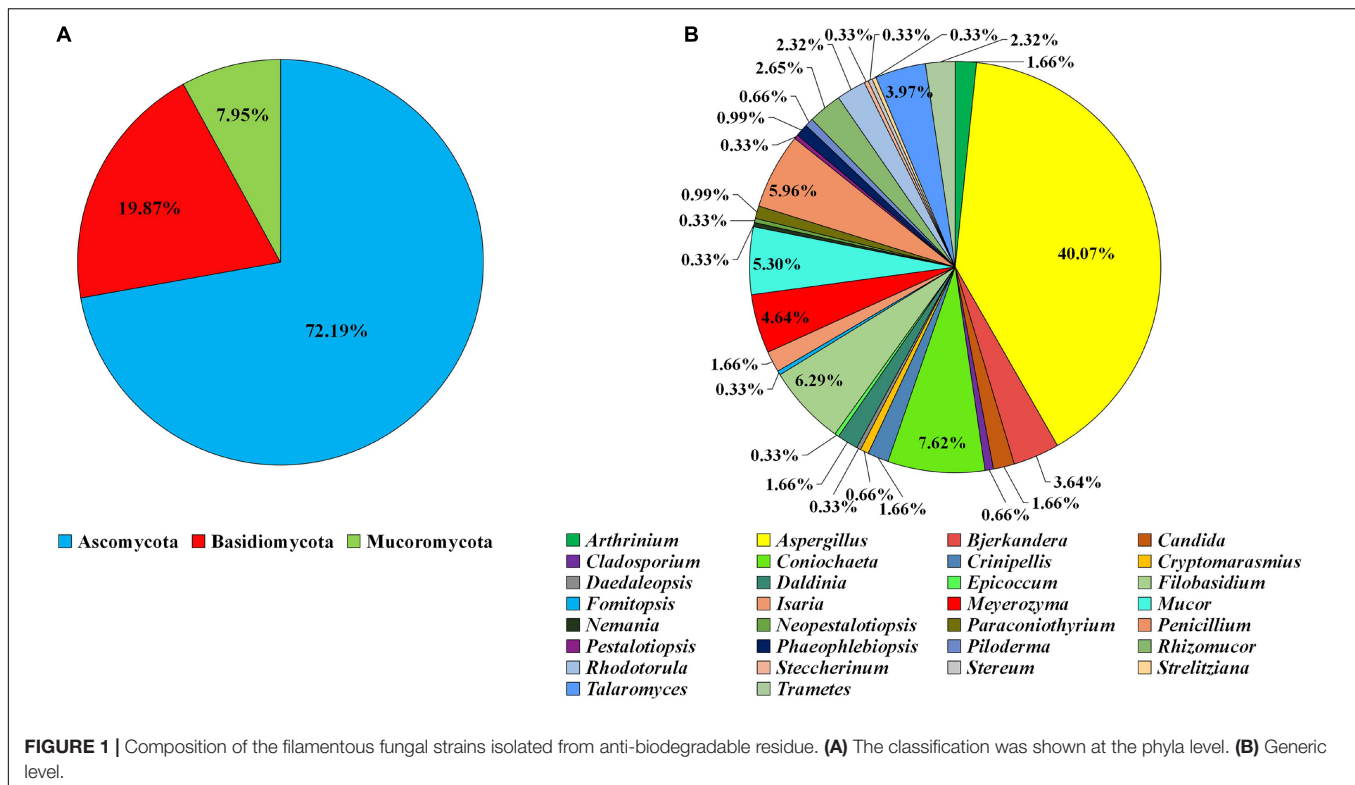 A
7.95%
19.87%
72.19%
Ascomycota Basidiomycota Mucoromycota
B
0.33% 0.33% 0.33%
2.32% 2.32%
2.65% 1.66%
0.66% 3.97%
0.99%
0.33%
5.96%
0.99%
0.33%
0.33%
5.30% 40.07%
4.64%
1.66%
0.33%
6.29%
7.62%
0.33%
1.66%
0.33%
0.66%
1.66%
0.66%
1.66%
3.64%
Arthrinium Aspergillus Bjerkandera Candida
Cladosporium Coniochaeta Crinipellis Cryptomarasmius
Daedaleopsis Daldinia Epicoccum Filobasidium
Fomitopsis Isaria Meyerozyma Mucor
Nemania Neopestalotiopsis Paraconiothyrium Penicillium
Pestalotiopsis Phaeophlebiopsis Piloderma Rhizomucor
Rhodotorula Steccherinum Stereum Strelitziana
Talaromyces Trametes
FIGURE 1 | Composition of the filamentous fungal strains isolated from anti-biodegradable residue. (A) The classification was shown at the phyla level. (B) Generic
level.